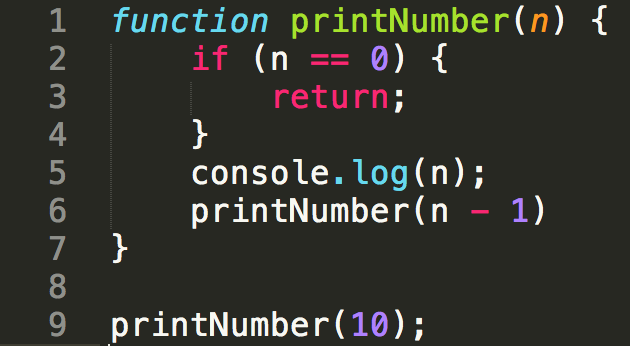 1 function printNumber(n) {
2     if (n == 0) {
3         return;
4     }
5     console.log(n);
6     printNumber(n - 1)
7 }
8
9 printNumber(10);